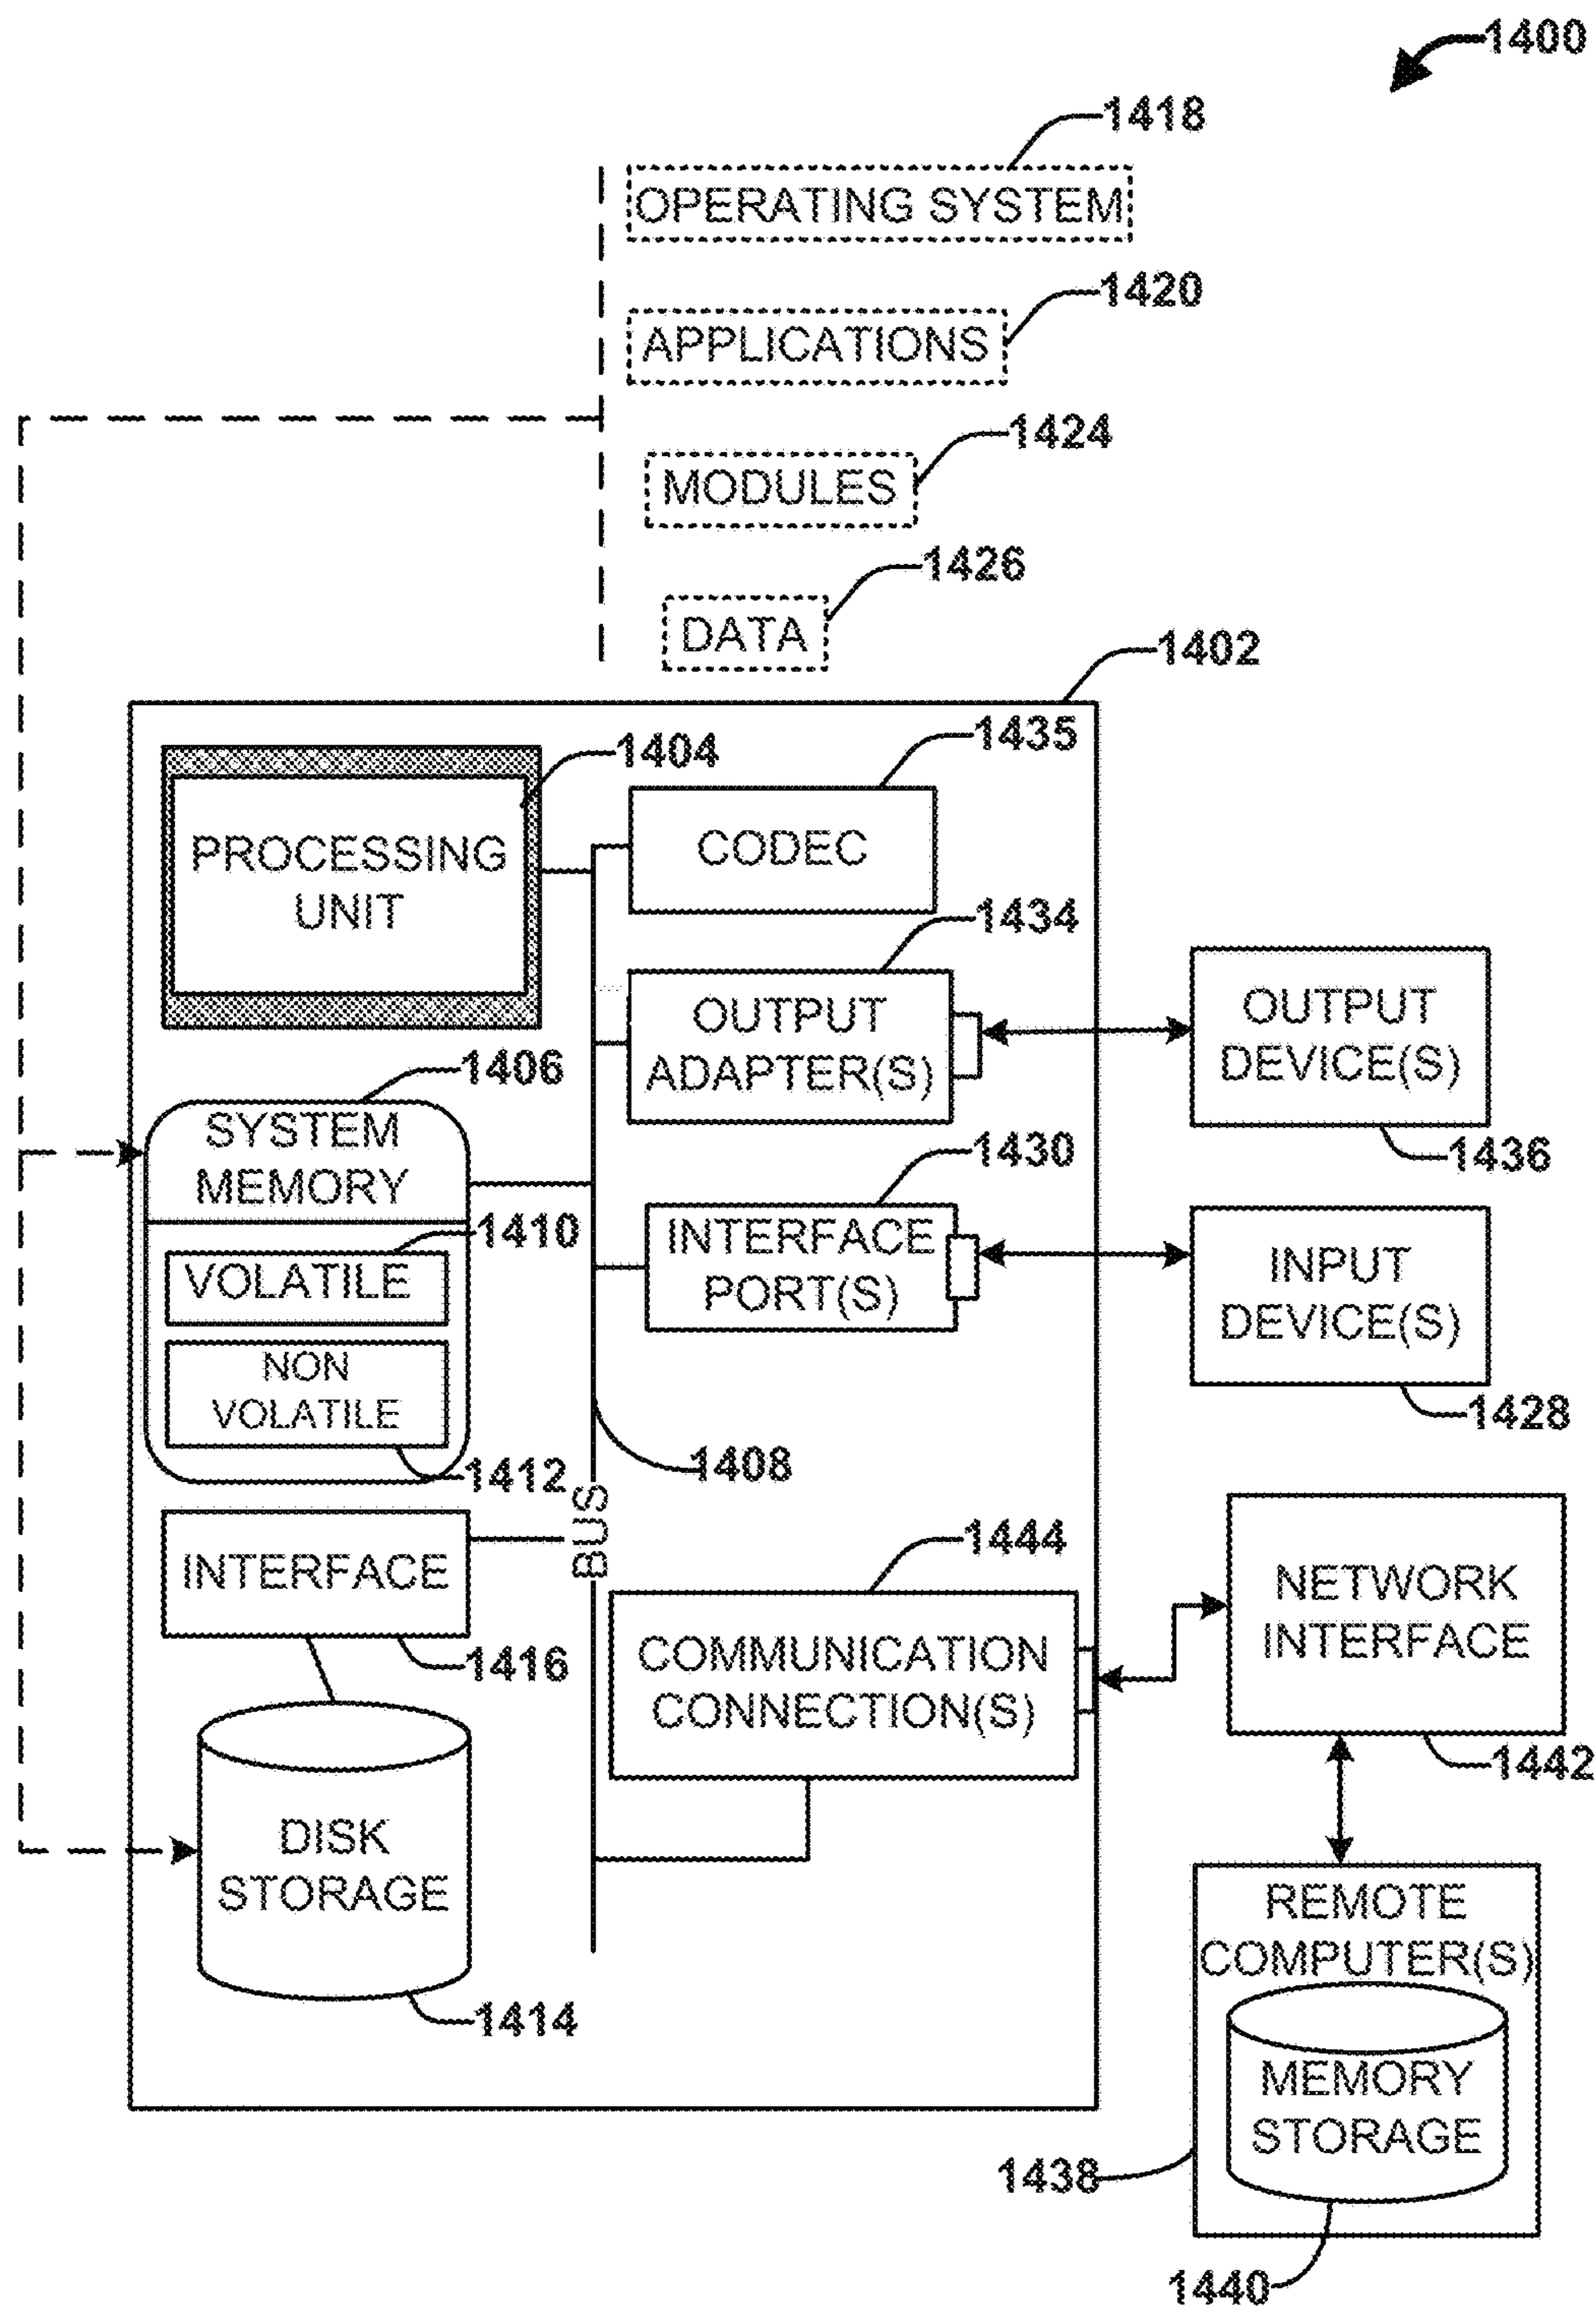 1400
1418
OPERATING SYSTEM
1420
APPLICATIONS
1424
MODULES
1426
DATA
1402
1404
PROCESSING
UNIT
1435
CODEC
1434
OUTPUT
ADAPTER(S)
OUTPUT
DEVICE(S)
1436
1406
SYSTEM
MEMORY
1410
VOLATILE
NON
VOLATILE
1412
1430
INTERFACE
PORT(S)
INPUT
DEVICE(S)
1428
1408
BUS
INTERFACE
1416
1444
COMMUNICATION
CONNECTION(S)
NETWORK
INTERFACE
1442
DISK
STORAGE
1414
REMOTE
COMPUTER(S)
MEMORY
STORAGE
1438
1440